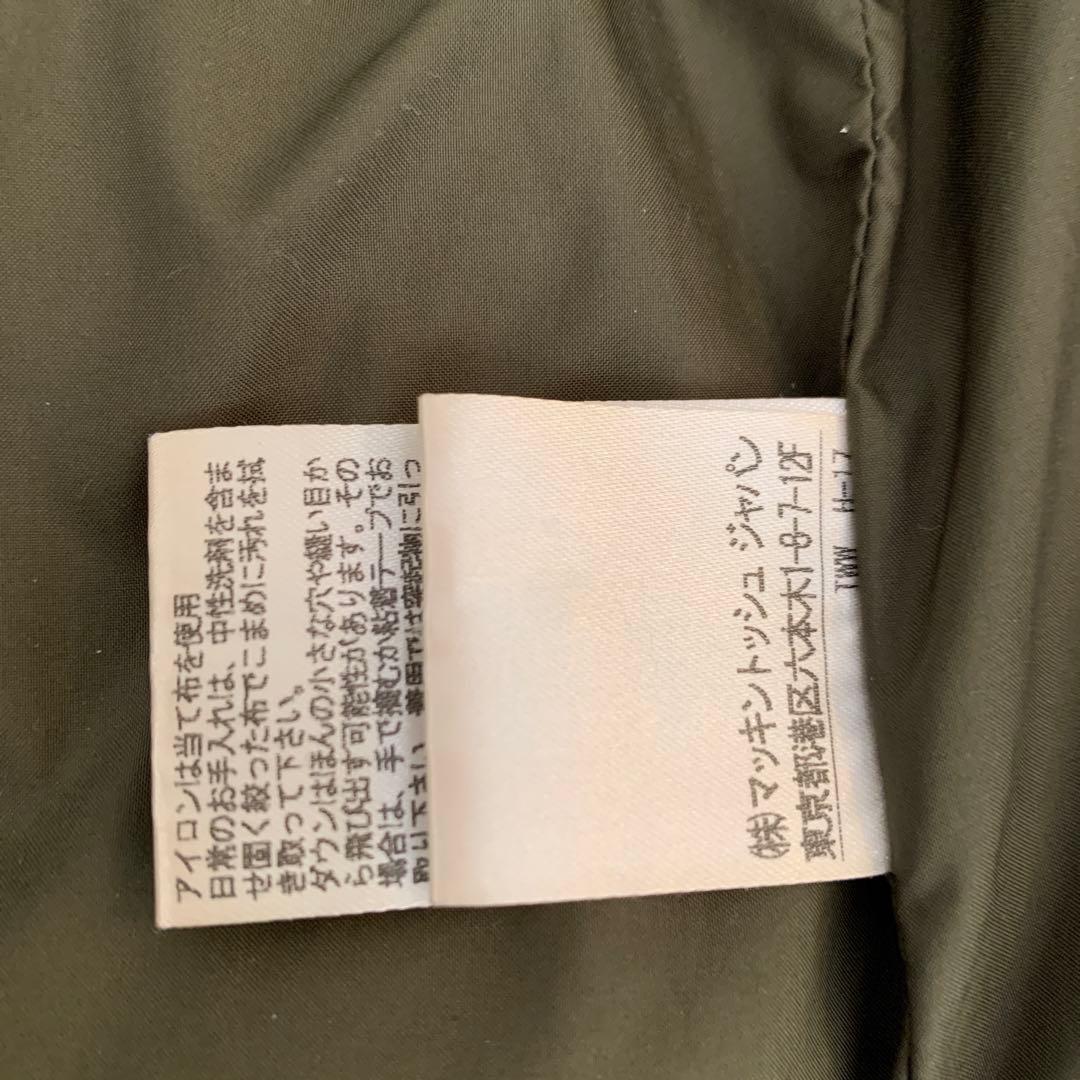 アイロンは当て布を使用
日常のお手入れは、中性洗剤を含ま
せ固く絞った布でこまめに汚れを拭
き取って下さい。
ダウンはほんの小さな穴や縫い目か
ら飛び出す可能性があります。その
場合は、手で摘むか粘着テープでお
(株)マッキントッシュ ジャパン
東京都港区六本木1-8-7-12F
TWW H-17